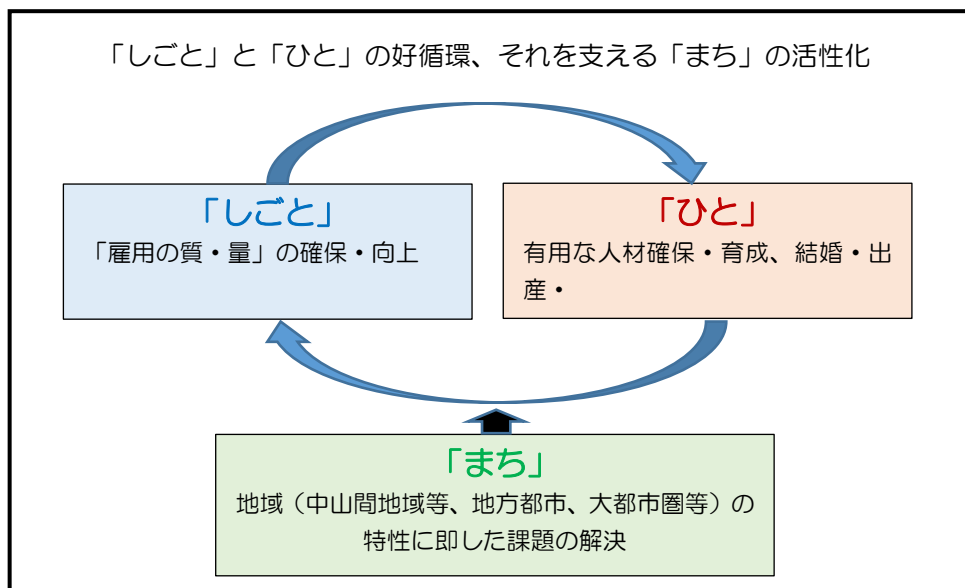 「しごと」と「ひと」の好循環、それを支える「まち」の活性化
「しごと」
「雇用の質・量」の確保・向上
「ひと」
有用な人材確保・育成、結婚・出
産・
「まち」
地域（中山間地域等、地方都市、大都市圏等）の
特性に即した課題の解決